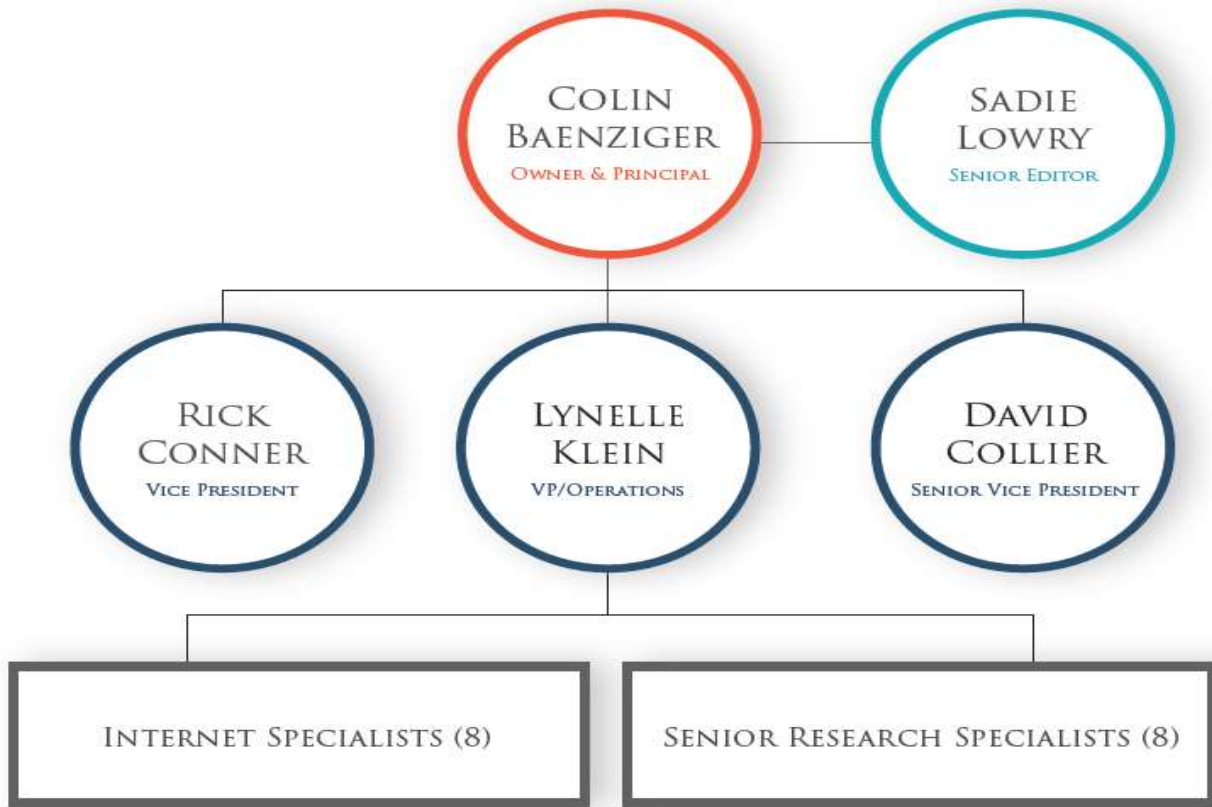 COLIN
BAENZIGER
OWNER & PRINCIPAL
SADIE
LOWRY
SENIOR EDITOR
RICK
CONNER
VICE PRESIDENT
LYNELLE
KLEIN
VP/OPERATIONS
DAVID
COLLIER
SENIOR VICE PRESIDENT
INTERNET SPECIALISTS (8)
SENIOR RESEARCH SPECIALISTS (8)